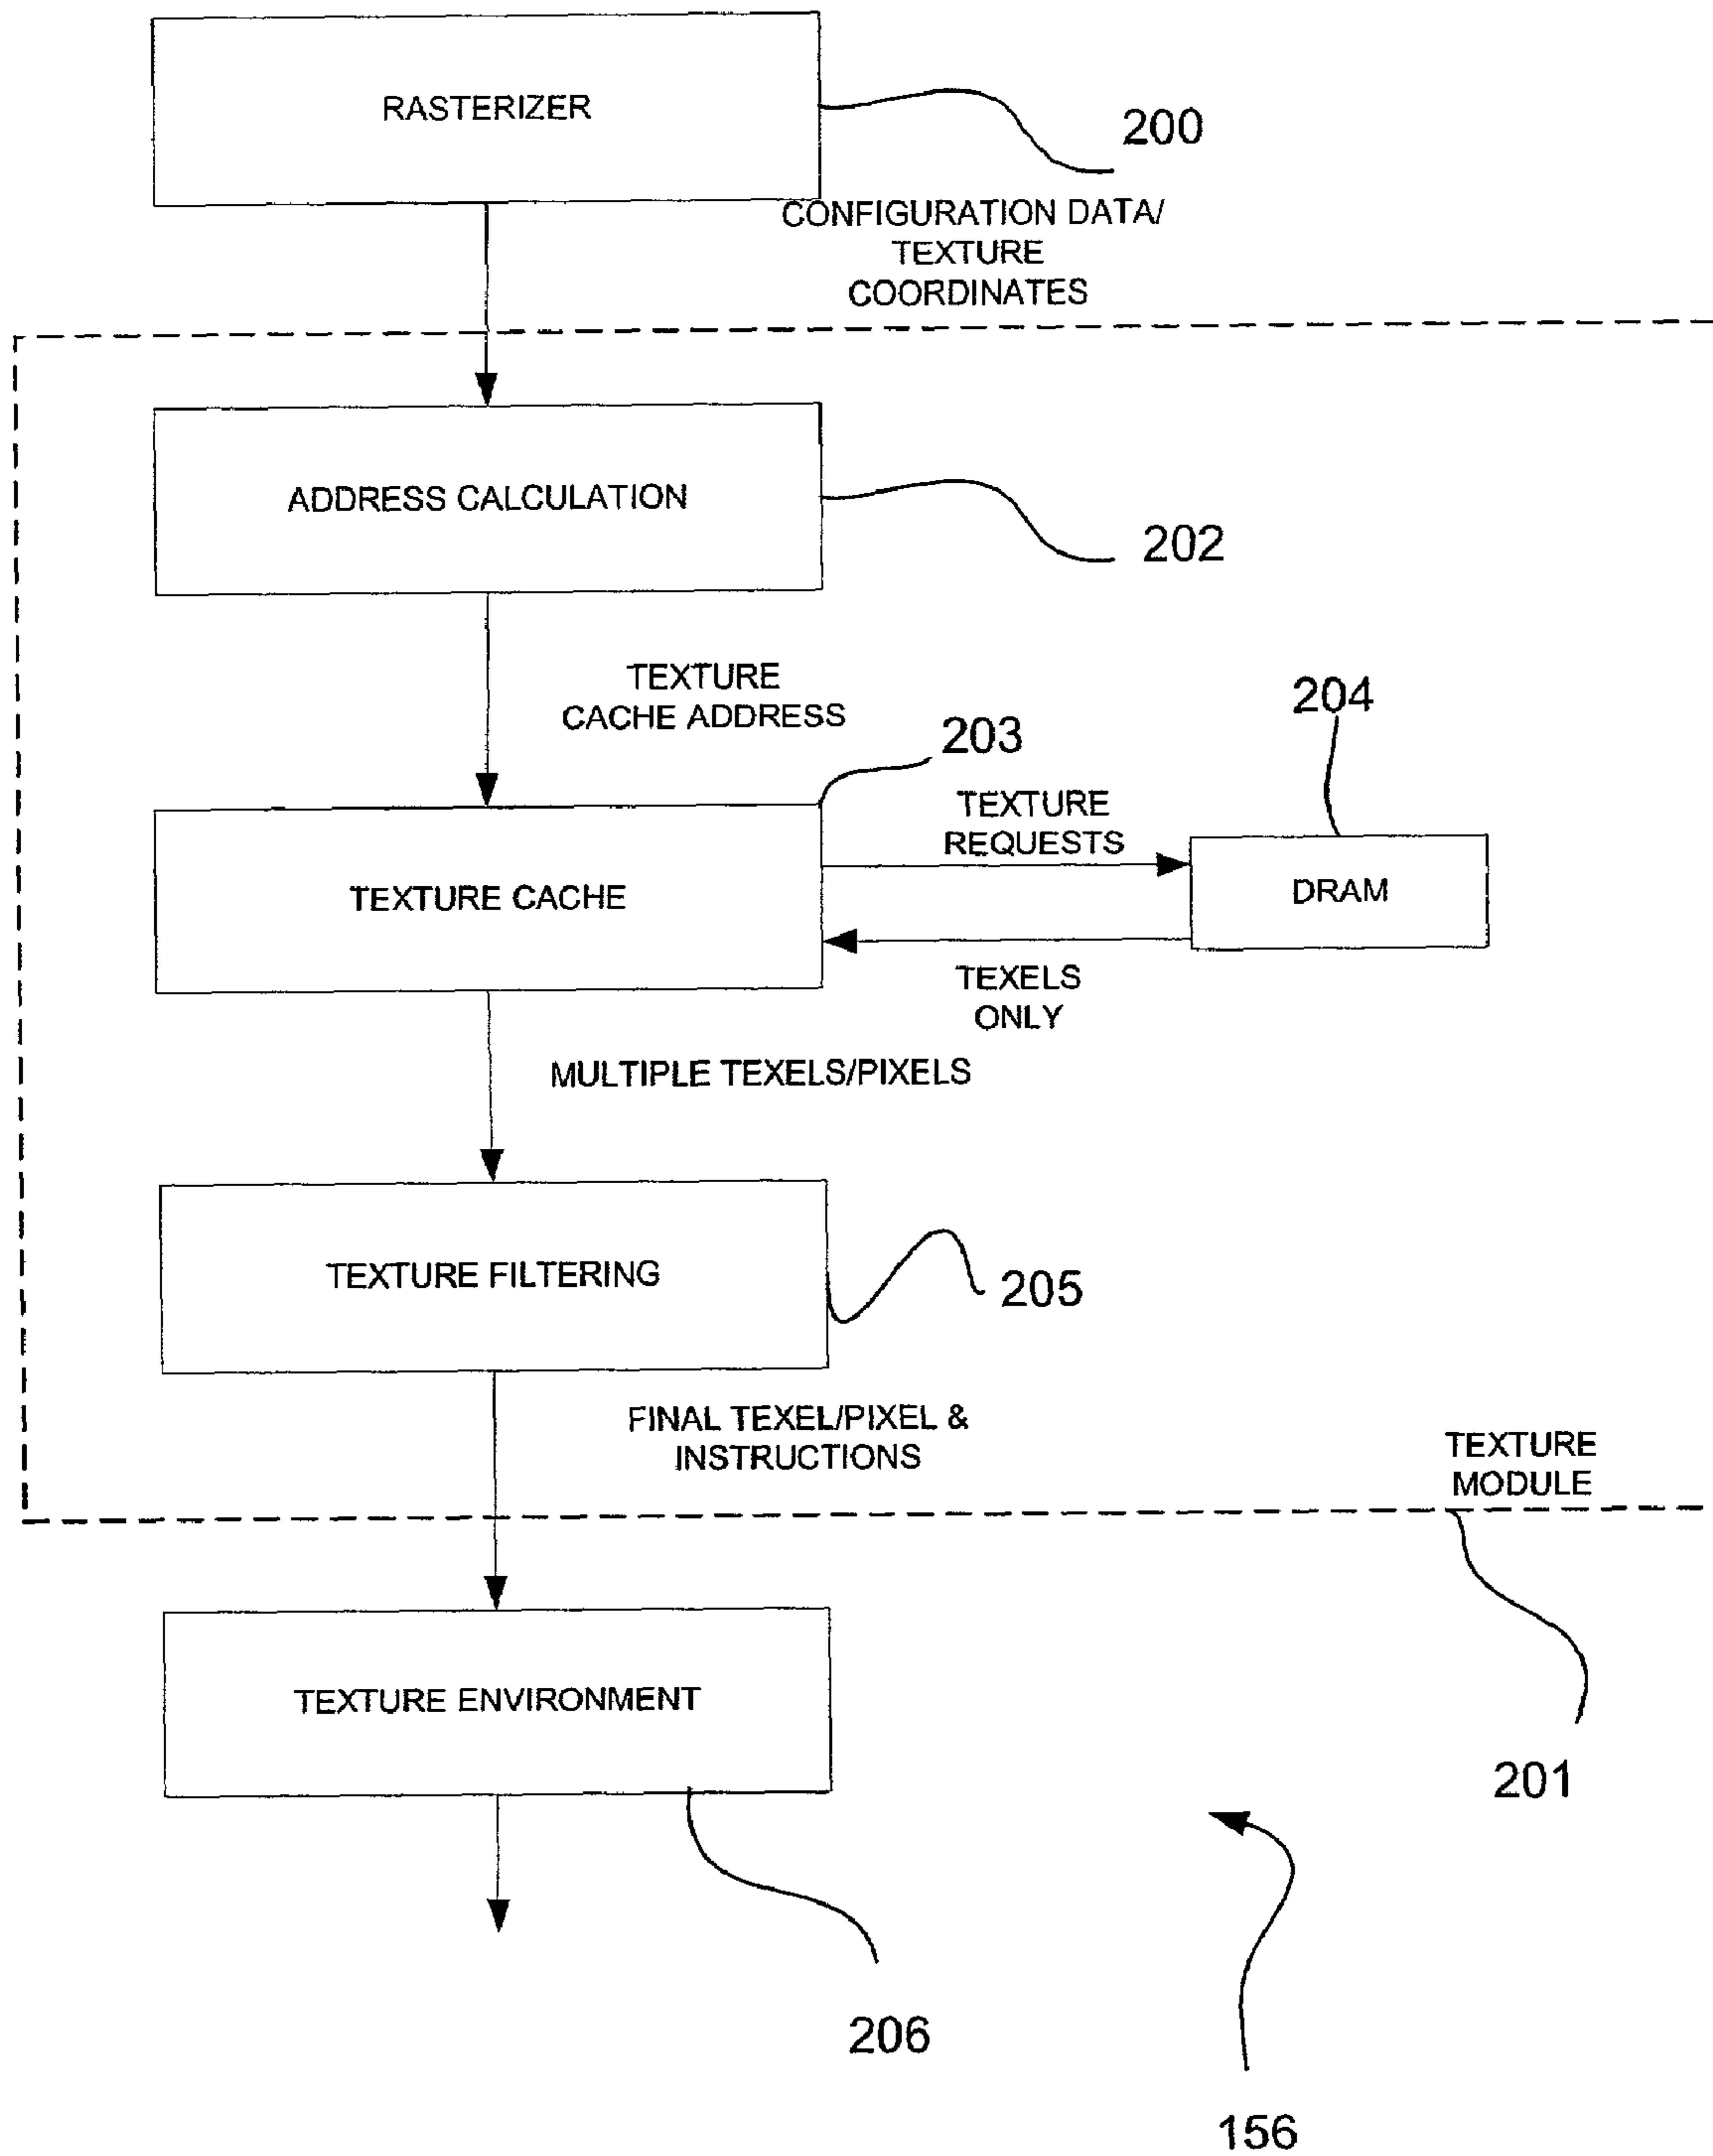 RASTERIZER
200
CONFIGURATION DATA/
TEXTURE
COORDINATES
ADDRESS CALCULATION
202
TEXTURE
CACHE ADDRESS
203
204
TEXTURE
REQUESTS
TEXTURE CACHE
DRAM
TEXELS
ONLY
MULTIPLE TEXELS/PIXELS
TEXTURE FILTERING
205
FINAL TEXEL/PIXEL &
INSTRUCTIONS
TEXTURE
MODULE
TEXTURE ENVIRONMENT
201
206
156